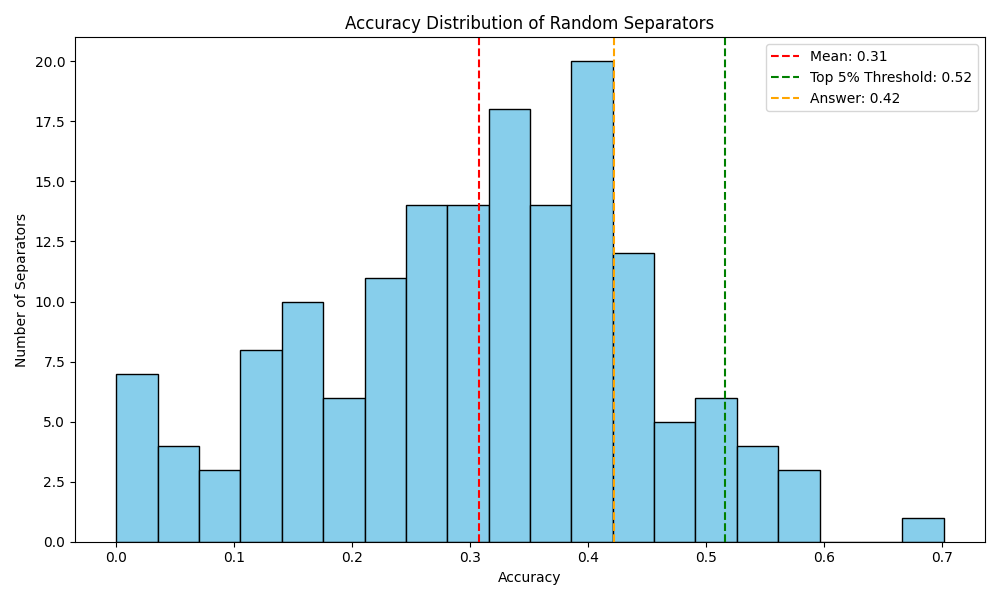 Accuracy Distribution of Random Separators
Mean: 0.31
Top 5% Threshold: 0.52
Answer: 0.42
Number of Separators
20.0
17.5
15.0
12.5
10.0
7.5
5.0
2.5
0.0
0.0 0.1 0.2 0.3 0.4 0.5 0.6 0.7
Accuracy